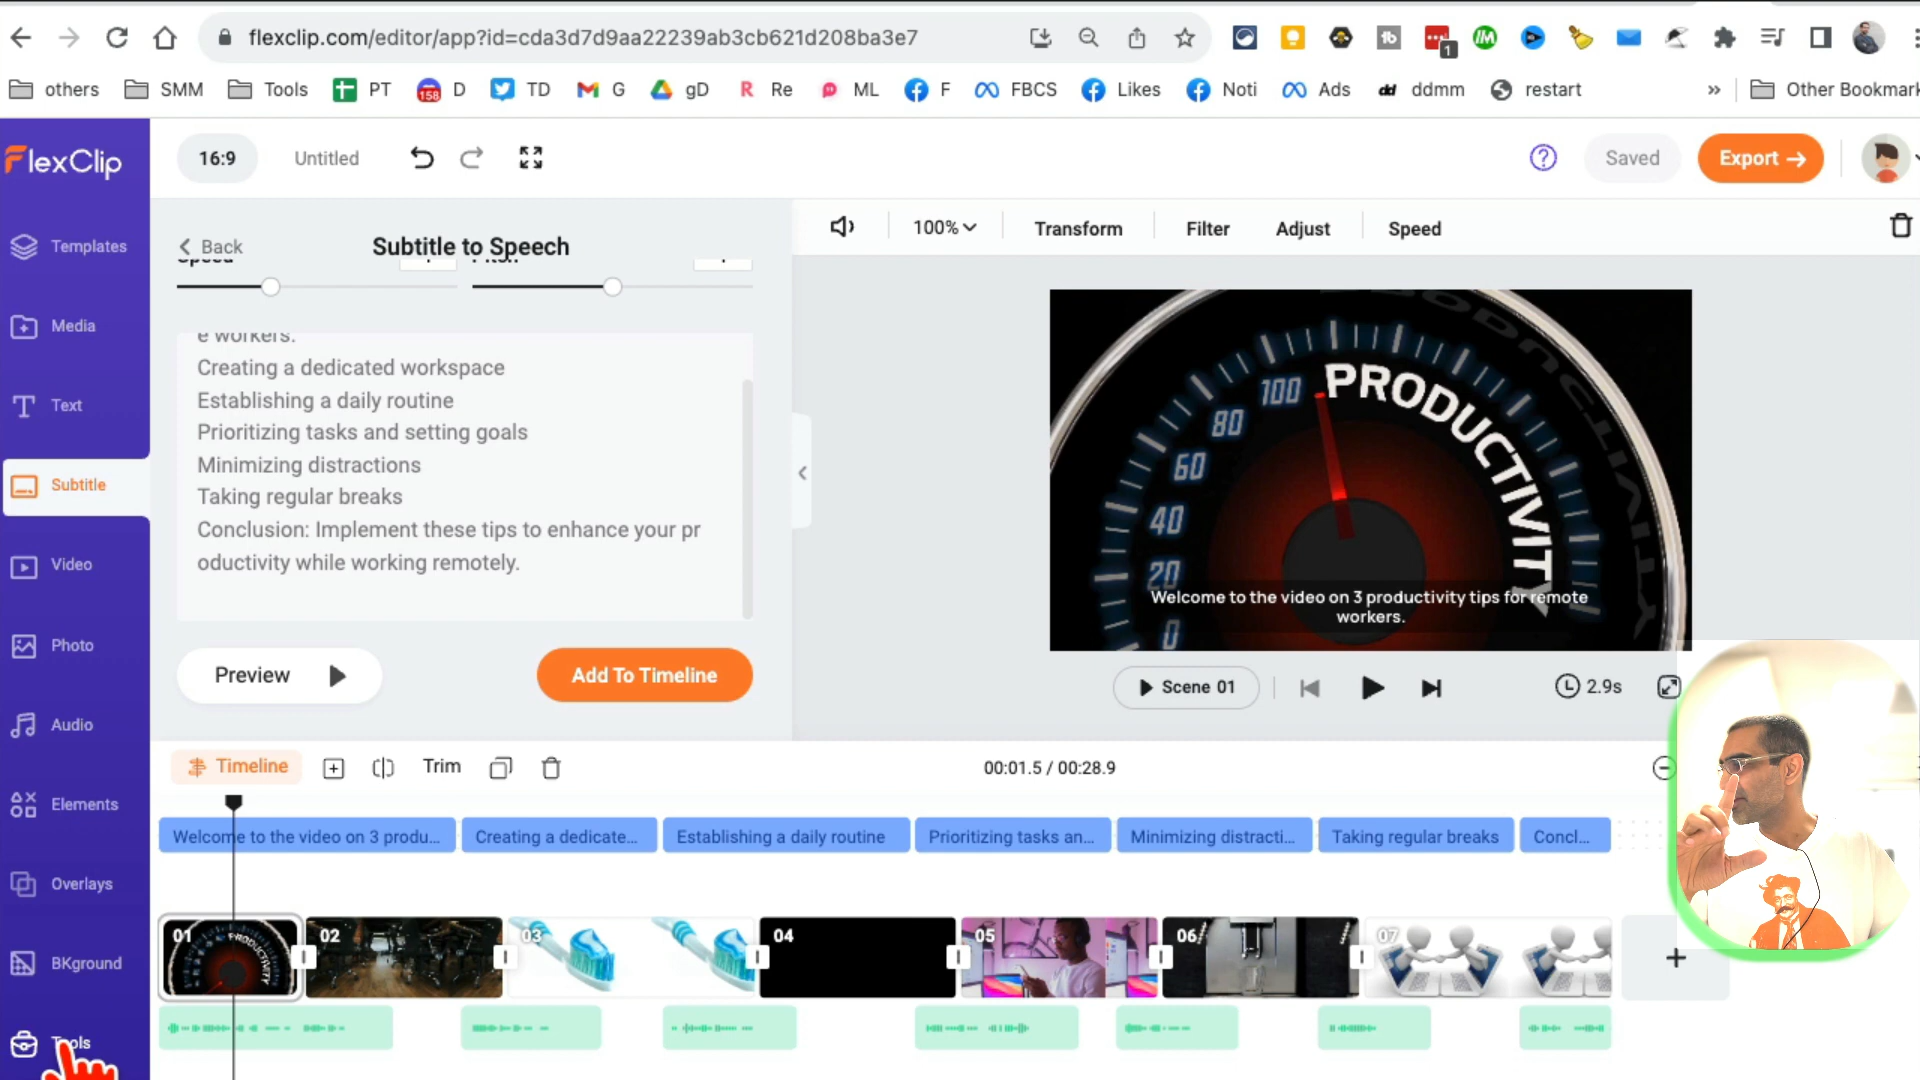 flexclip.com/editor/app?id=cda3d7d9aa22239ab3cb621d208ba3e7
1
others SMM Tools PT 158 D TD G gD R Re ML F FBCS Likes Noti Ads dd ddmm restart » Other Bookmark
FlexClip 16:9 Untitled Saved Export
Back Subtitle to Speech
100% Transform Filter Adjust Speed
Templates
Media
Text
Subtitle
Video
Photo
Audio
Elements
Overlays
BKground
Tools
Speed Pitch
e workers.
Creating a dedicated workspace
Establishing a daily routine
Prioritizing tasks and setting goals
Minimizing distractions
Taking regular breaks
Conclusion: Implement these tips to enhance your pr
oductivity while working remotely.
Preview Add To Timeline
PRODUCTIVITY
100
80
60
40
20
0
Welcome to the video on 3 productivity tips for remote
workers.
Scene 01 2.9s
Timeline Trim 00:01.5 / 00:28.9
Welcome to the video on 3 produ... Creating a dedicate... Establishing a daily routine Prioritizing tasks an... Minimizing distracti... Taking regular breaks Concl...
01 02 03 04 05 06 07